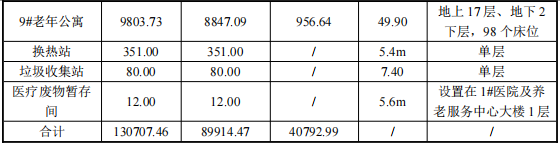 9#老年公寓 9803.73 8847.09 956.64 49.90 地上 17 层、地下 2
下层，98 个床位
换热站 351.00 351.00 / 5.4m 单层
垃圾收集站 80.00 80.00 / 7.40 单层
医疗废物暂存
间 12.00 12.00 / 5.6m 设置在 1#医院及养
老服务中心大楼 1 层
合计 130707.46 89914.47 40792.99 / /